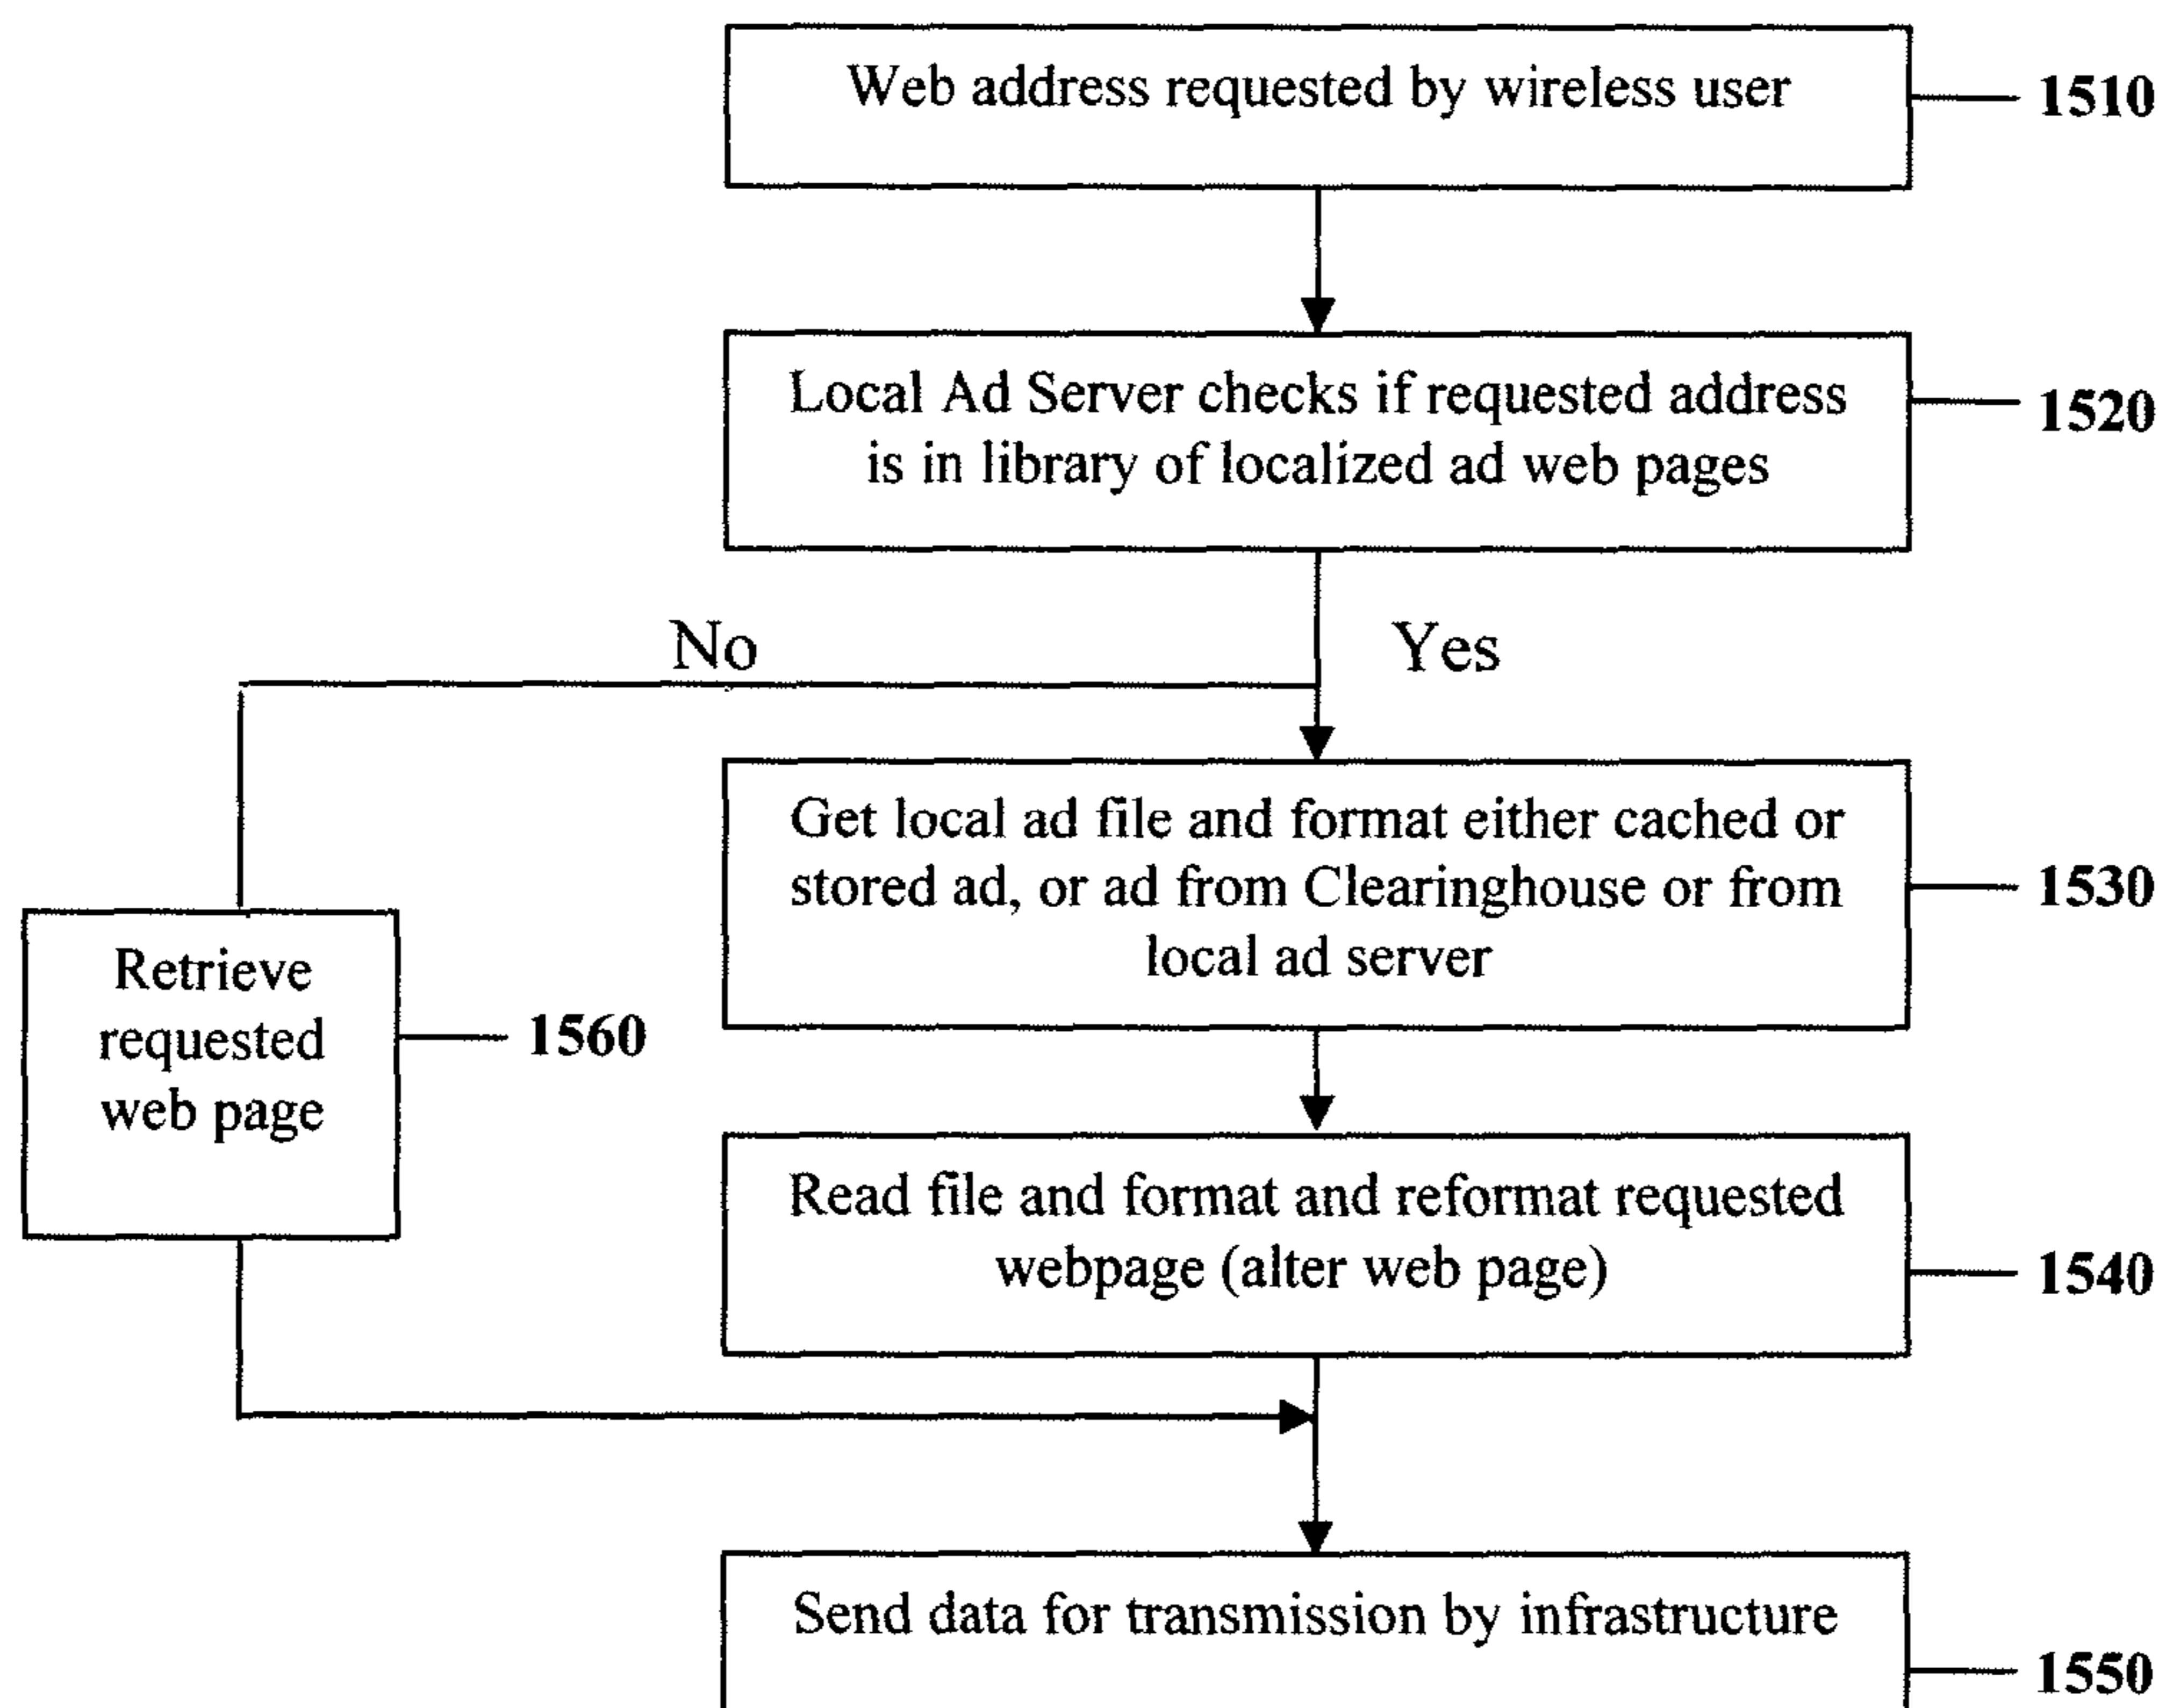 Web address requested by wireless user
1510
Local Ad Server checks if requested address
is in library of localized ad web pages
1520
No
Yes
Get local ad file and format either cached or
stored ad, or ad from Clearinghouse or from
local ad server
1530
Retrieve
requested
web page
1560
Read file and format and reformat requested
webpage (alter web page)
1540
Send data for transmission by infrastructure
1550